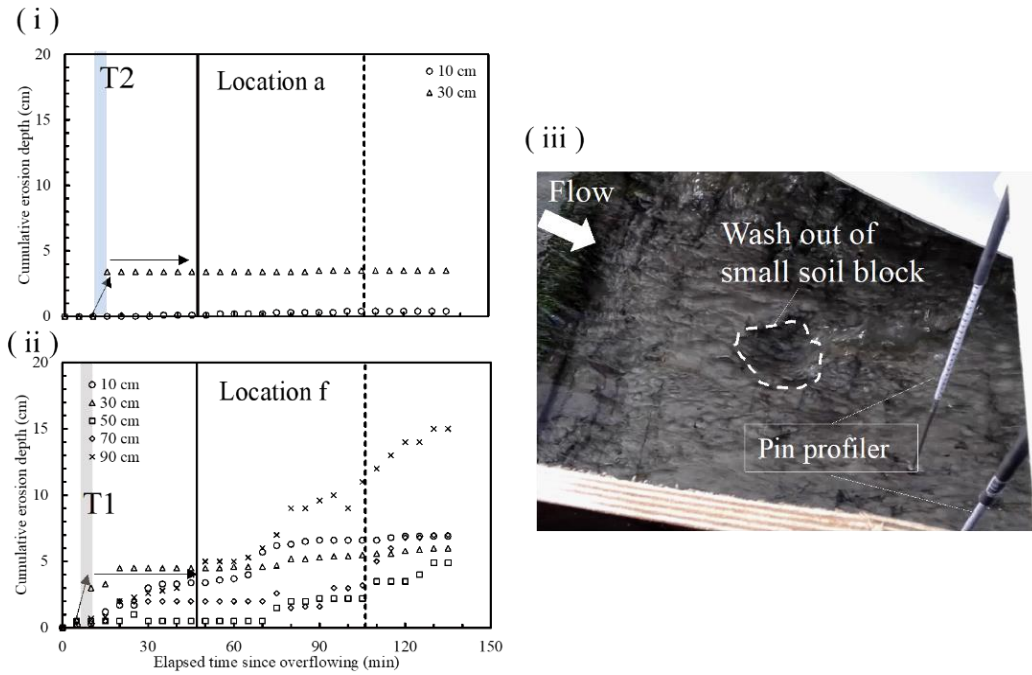 ( i )
20
15
10
5
0
Cumulative erosion depth (cm)
T2
Location a
10 cm
30 cm
( ii )
20
15
10
5
0
Cumulative erosion depth (cm)
10 cm
30 cm
50 cm
70 cm
90 cm
T1
Location f
0
30
60
90
120
150
Elapsed time since overflowing (min)
( iii )
Flow
Wash out of
small soil block
Pin profiler